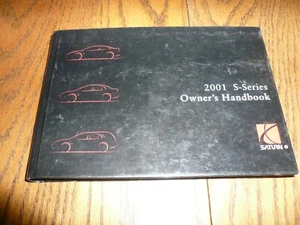 2001 S-Series
Owner's Handbook
SATURN